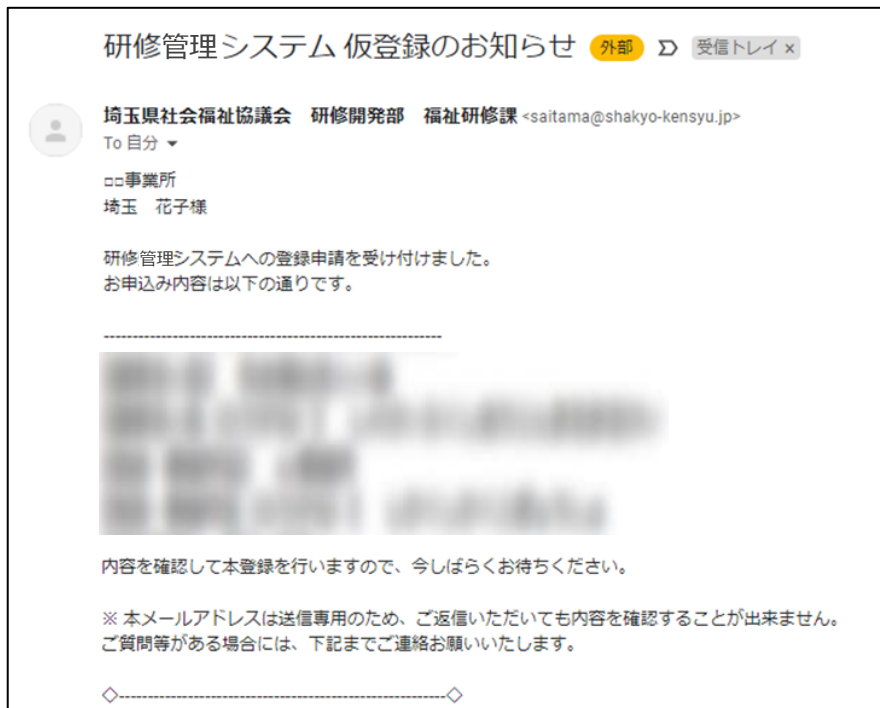 研修管理システム 仮登録のお知らせ 外部 受信トレイ ×
埼玉県社会福祉協議会　研修開発部　福祉研修課 <saitama@shakyo-kensyu.jp>
To 自分
□□事業所
埼玉　花子様
研修管理システムへの登録申請を受け付けました。
お申込み内容は以下の通りです。
------------------------------------------------------------
内容を確認して本登録を行いますので、今しばらくお待ちください。
※ 本メールアドレスは送信専用のため、ご返信いただいても内容を確認することが出来ません。
ご質問等がある場合には、下記までご連絡お願いいたします。
◇----------------------------------------------------------◇